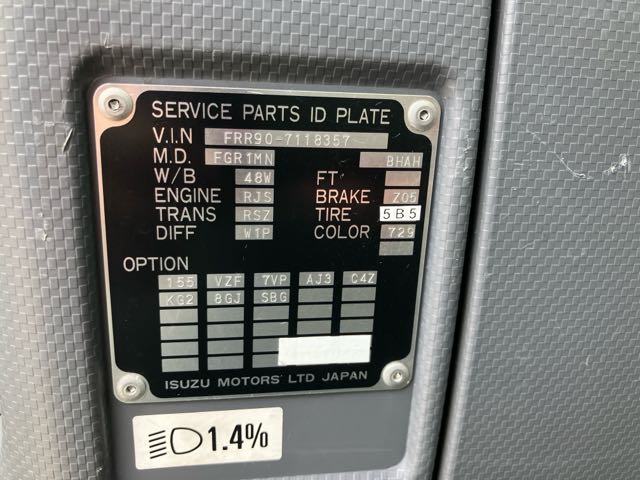 SERVICE PARTS ID PLATE
V.I.N FRR90-7118357
M.D. FGR1MN BHAH
W/B 48W FT
ENGINE RJS BRAKE Z05
TRANS RSZ TIRE 5B5
DIFF W1P COLOR 729
OPTION
155 VZF 7VP AJ3 C4Z
KG2 8GJ SBG
ISUZU MOTORS LTD JAPAN
1.4%